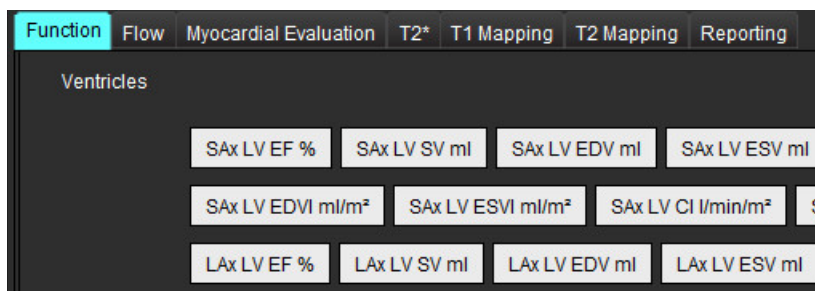 Function Flow Myocardial Evaluation T2* T1 Mapping T2 Mapping Reporting
Ventricles
SAx LV EF % SAx LV SV ml SAx LV EDV ml SAx LV ESV ml
SAx LV EDVI ml/m² SAx LV ESVI ml/m² SAx LV CI l/min/m²
LAx LV EF % LAx LV SV ml LAx LV EDV ml LAx LV ESV ml